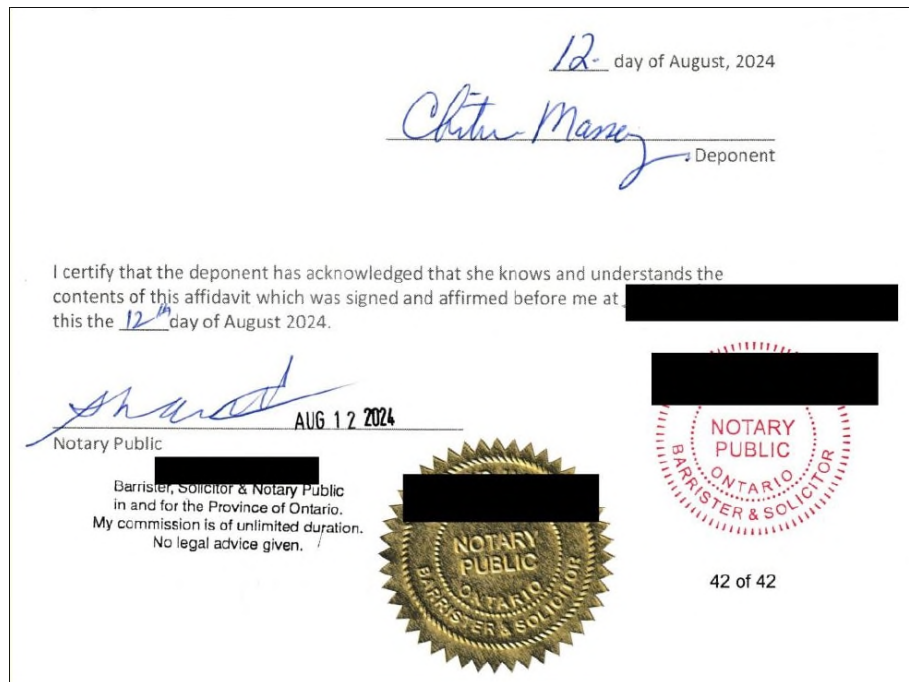 12 day of August, 2024
Deponent
I certify that the deponent has acknowledged that she knows and understands the
contents of this affidavit which was signed and affirmed before me at
this the 12th day of August 2024.
AUG 12 2024
Notary Public
Barrister, Solicitor & Notary Public
in and for the Province of Ontario.
My commission is of unlimited duration.
No legal advice given.
NOTARY
PUBLIC
ONTARIO
BARRISTER & SOLICITOR
NOTARY
PUBLIC
ONTARIO
BARRISTER & SOLICITOR
42 of 42